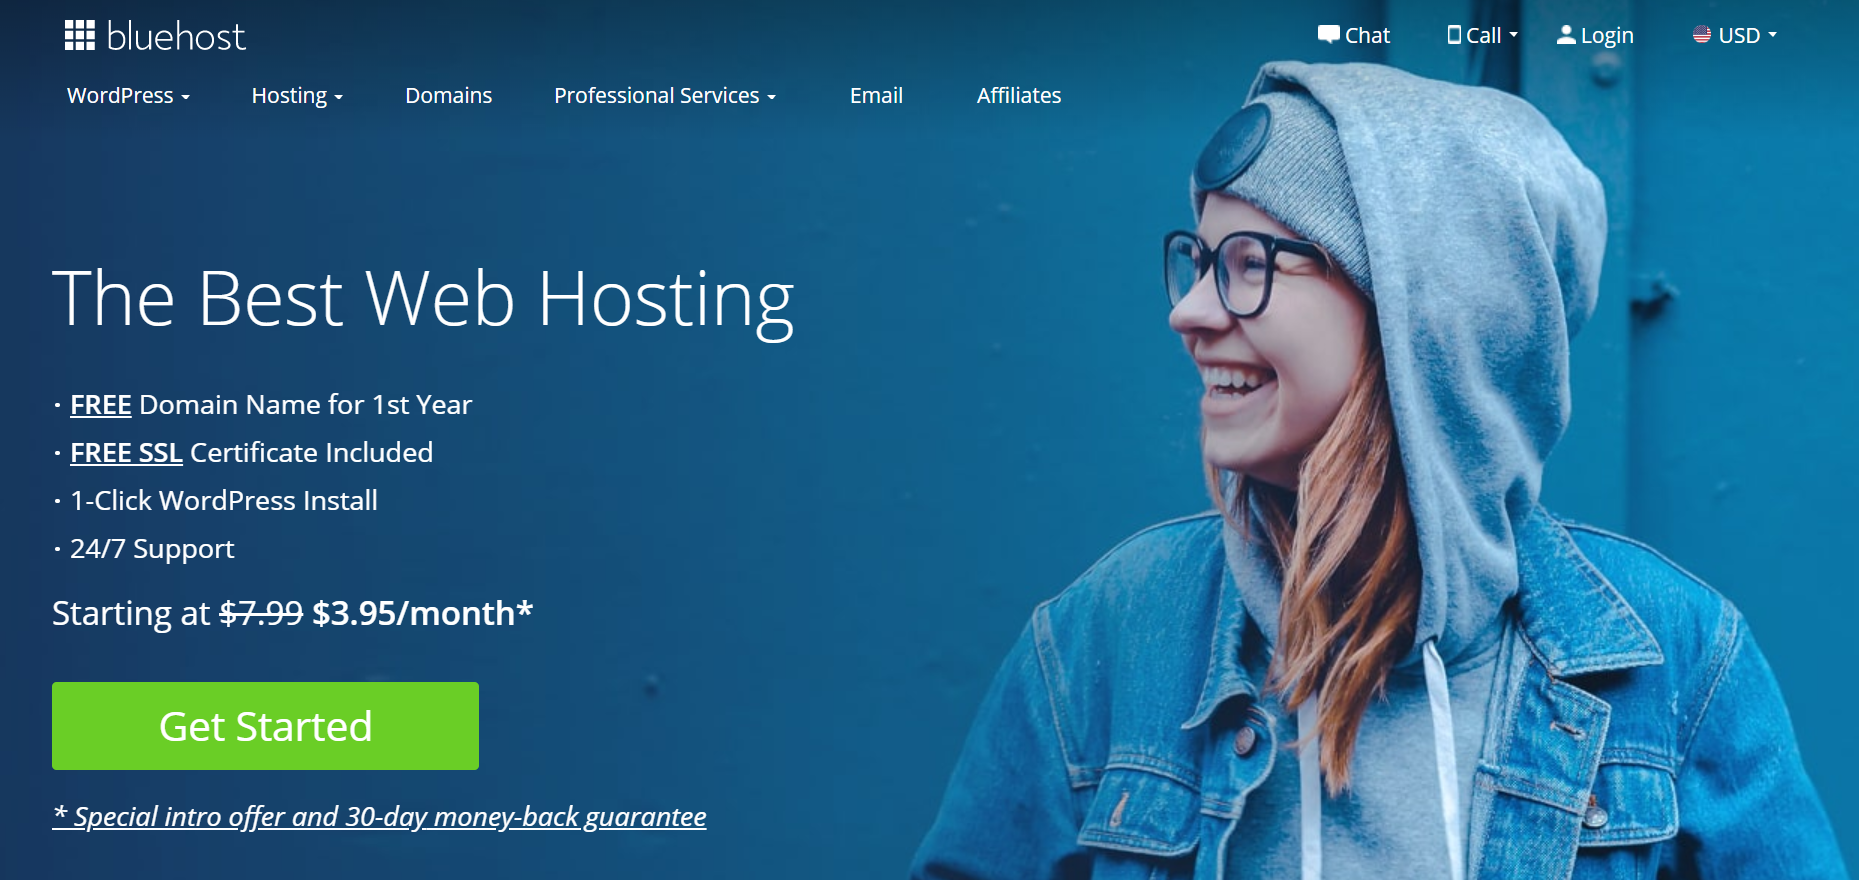 bluehost
Chat Call Login USD
WordPress Hosting Domains Professional Services Email Affiliates
The Best Web Hosting
· FREE Domain Name for 1st Year
· FREE SSL Certificate Included
· 1-Click WordPress Install
· 24/7 Support
Starting at $7.99 $3.95/month*
Get Started
* Special intro offer and 30-day money-back guarantee